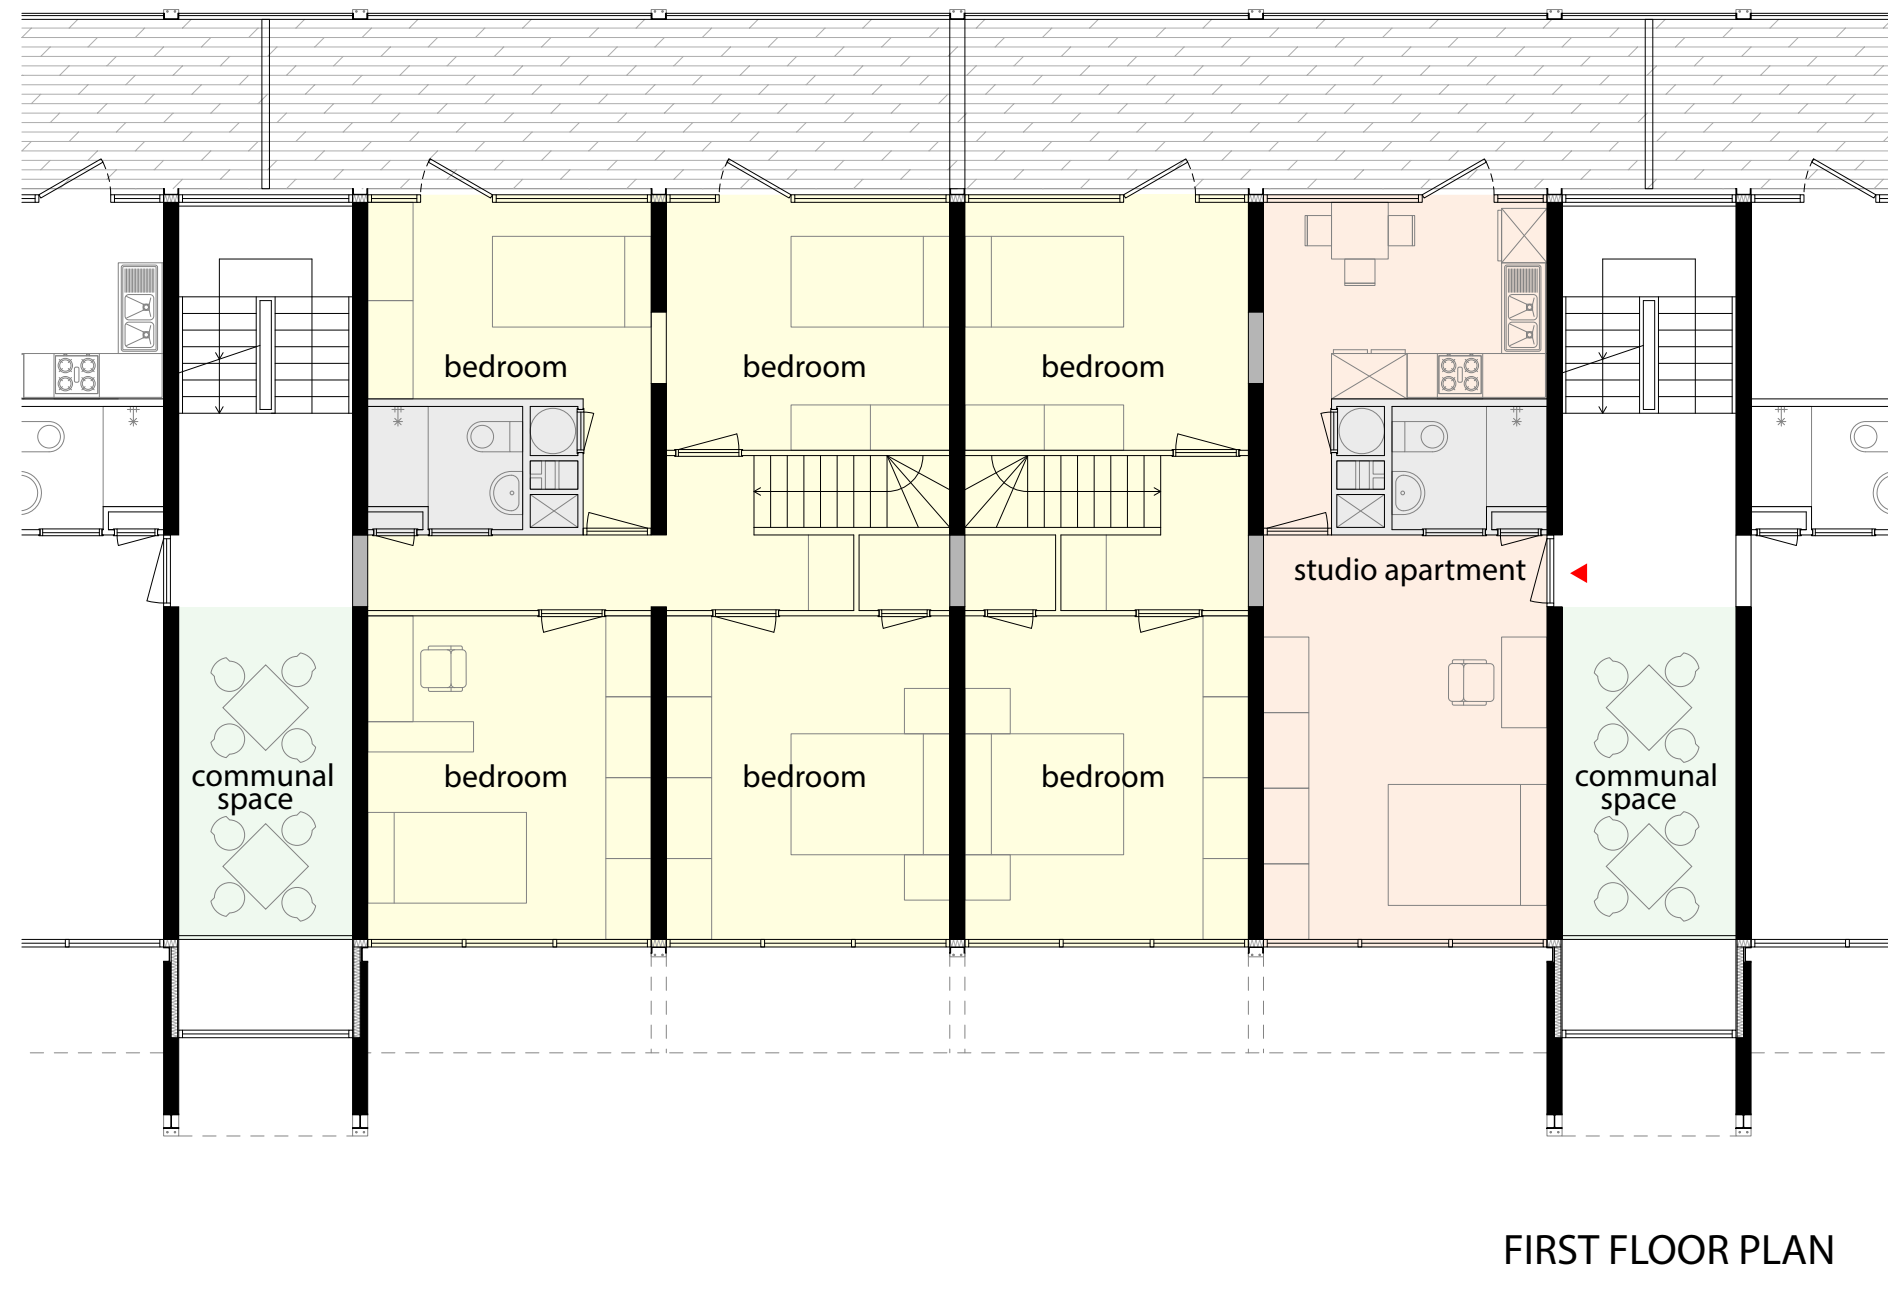 bedroom
bedroom
bedroom
studio apartment
communal
space
bedroom
bedroom
bedroom
communal
space
FIRST FLOOR PLAN